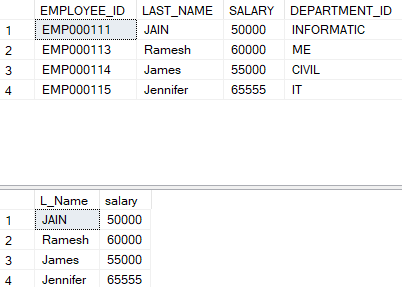 EMPLOYEE_ID LAST_NAME SALARY DEPARTMENT_ID
1 EMP000111 JAIN 50000 INFORMATIC
2 EMP000113 Ramesh 60000 ME
3 EMP000114 James 55000 CIVIL
4 EMP000115 Jennifer 65555 IT
L_Name salary
1 JAIN 50000
2 Ramesh 60000
3 James 55000
4 Jennifer 65555